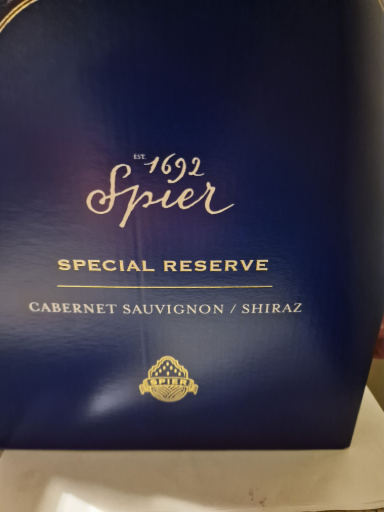 EST. 1692
Spier
SPECIAL RESERVE
CABERNET SAUVIGNON / SHIRAZ
SPIER